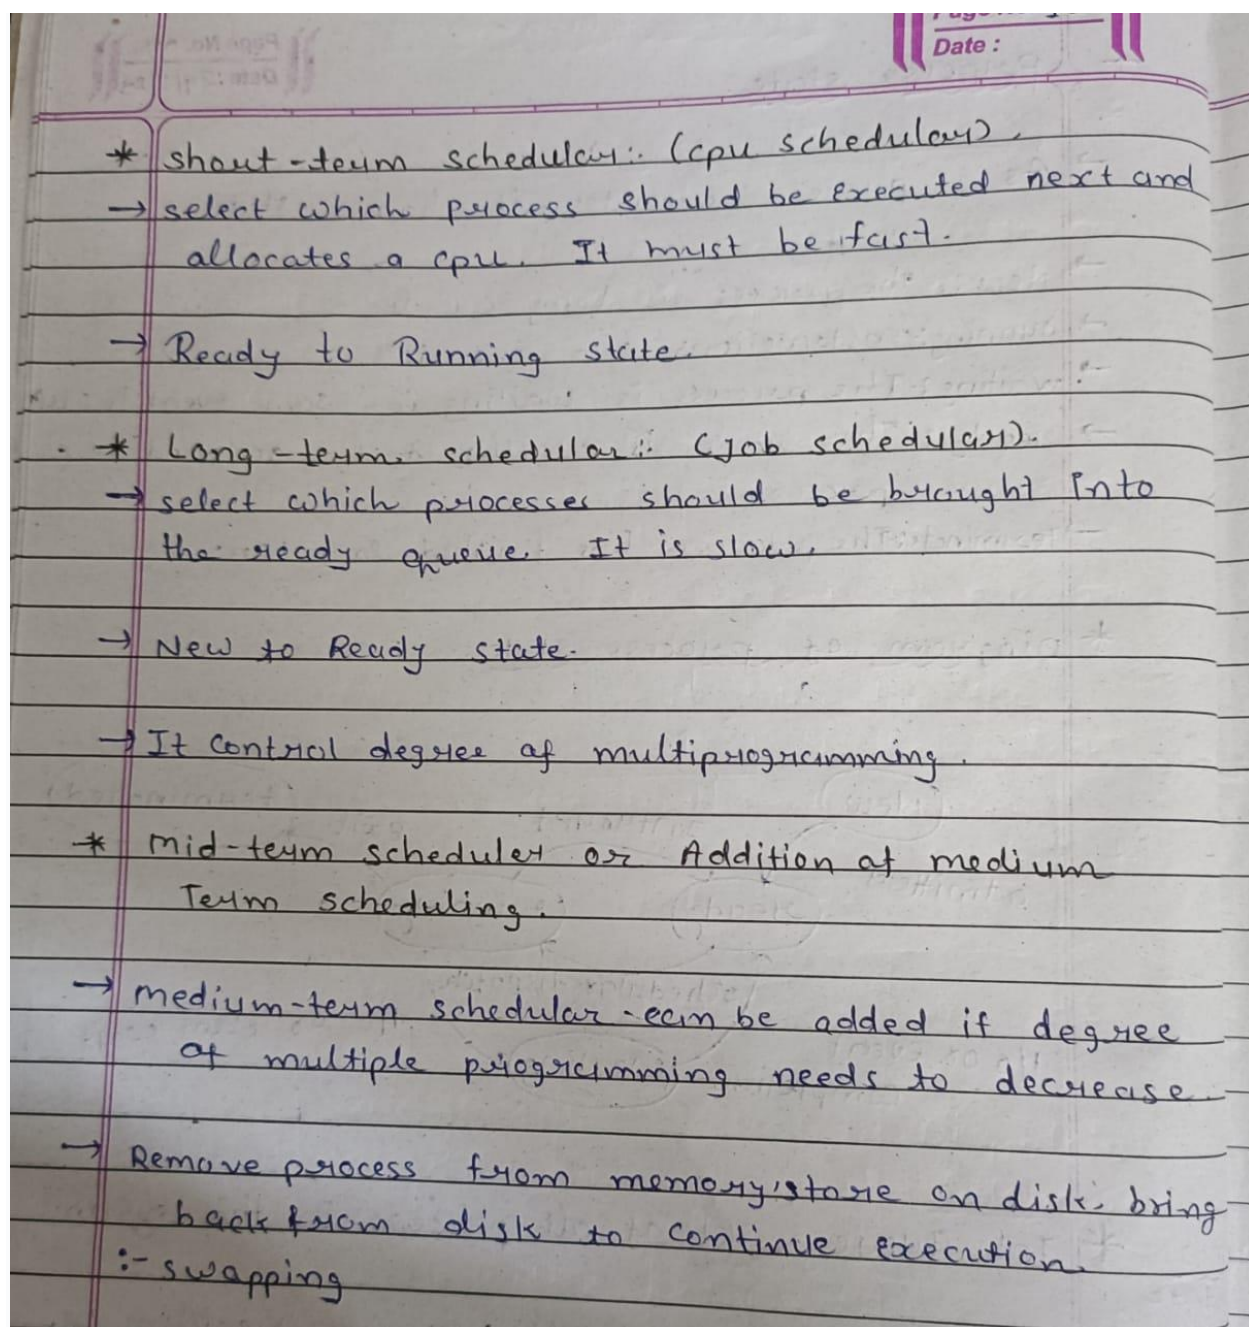 Date :
* short-term schedular:- (cpu schedular).
→ select which process should be executed next and
allocates a cpu. It must be fast.
→ Ready to Running state.
* Long-term schedular:- (Job schedular).
→ select which processes should be brought into
the ready queue. It is slow.
→ New to Ready state.
→ It control degree of multiprogramming.
* mid-term scheduler or Addition of medium
Term scheduling.
→ medium-term schedular can be added if degree
of multiple programming needs to decrease.
→ Remove process from memory, store on disk, bring
back from disk to continue execution.
:- swapping